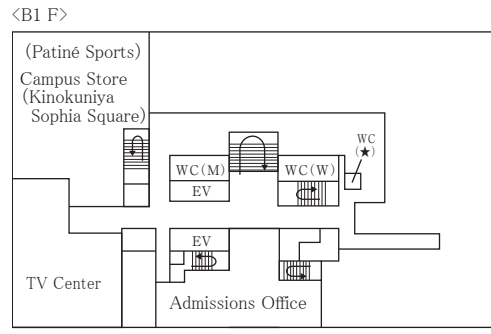 <B1 F>
(Patiné Sports)
Campus Store
(Kinokuniya
Sophia Square)
WC
(★)
WC(M)
WC(W)
EV
EV
TV Center
Admissions Office